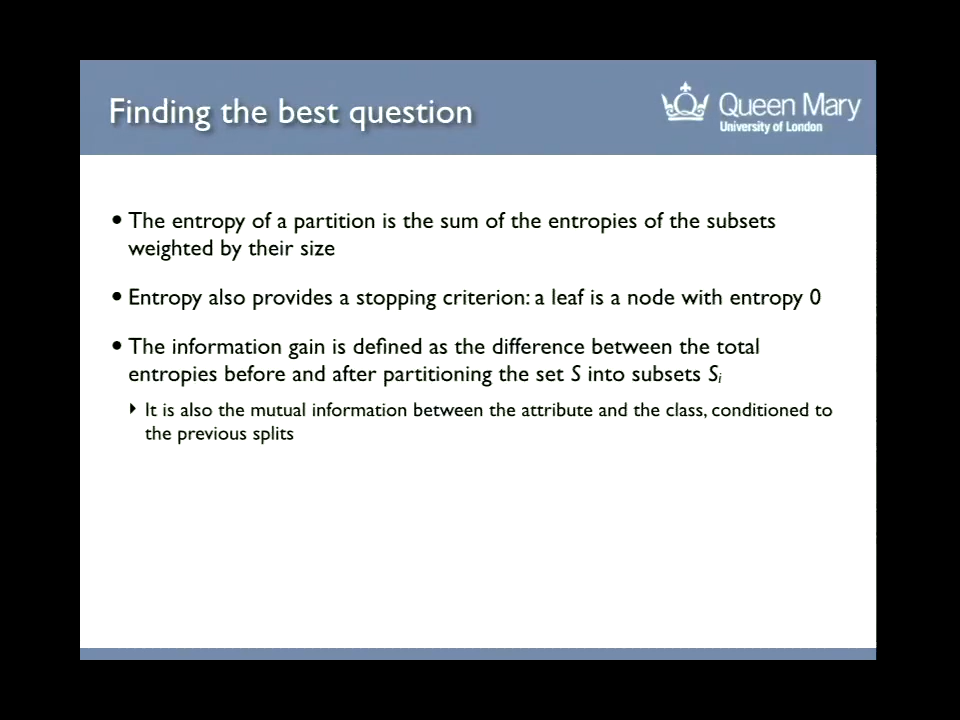 Finding the best question
Queen Mary
University of London
• The entropy of a partition is the sum of the entropies of the subsets
weighted by their size
• Entropy also provides a stopping criterion: a leaf is a node with entropy 0
• The information gain is defined as the difference between the total
entropies before and after partitioning the set S into subsets Sᵢ
‣ It is also the mutual information between the attribute and the class, conditioned to
the previous splits